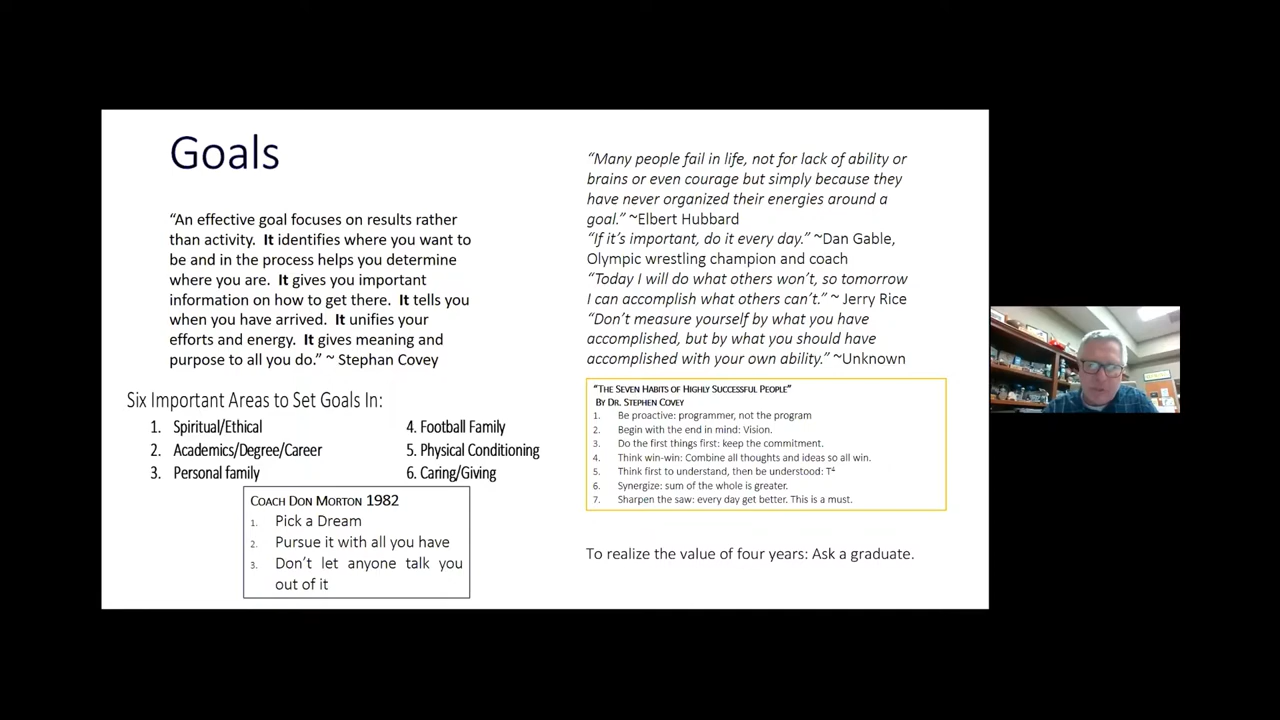 Goals
“An effective goal focuses on results rather
than activity. It identifies where you want to
be and in the process helps you determine
where you are. It gives you important
information on how to get there. It tells you
when you have arrived. It unifies your
efforts and energy. It gives meaning and
purpose to all you do.” ~ Stephan Covey
Six Important Areas to Set Goals In:
1. Spiritual/Ethical
2. Academics/Degree/Career
3. Personal family
4. Football Family
5. Physical Conditioning
6. Caring/Giving
COACH DON MORTON 1982
1. Pick a Dream
2. Pursue it with all you have
3. Don’t let anyone talk you
out of it
“Many people fail in life, not for lack of ability or
brains or even courage but simply because they
have never organized their energies around a
goal.” ~Elbert Hubbard
“If it’s important, do it every day.” ~Dan Gable,
Olympic wrestling champion and coach
“Today I will do what others won’t, so tomorrow
I can accomplish what others can’t.” ~ Jerry Rice
“Don’t measure yourself by what you have
accomplished, but by what you should have
accomplished with your own ability.” ~Unknown
“THE SEVEN HABITS OF HIGHLY SUCCESSFUL PEOPLE”
BY DR. STEPHEN COVEY
1. Be proactive: programmer, not the program
2. Begin with the end in mind: Vision.
3. Do the first things first: keep the commitment.
4. Think win-win: Combine all thoughts and ideas so all win.
5. Think first to understand, then be understood: T⁴
6. Synergize: sum of the whole is greater.
7. Sharpen the saw: every day get better. This is a must.
To realize the value of four years: Ask a graduate.